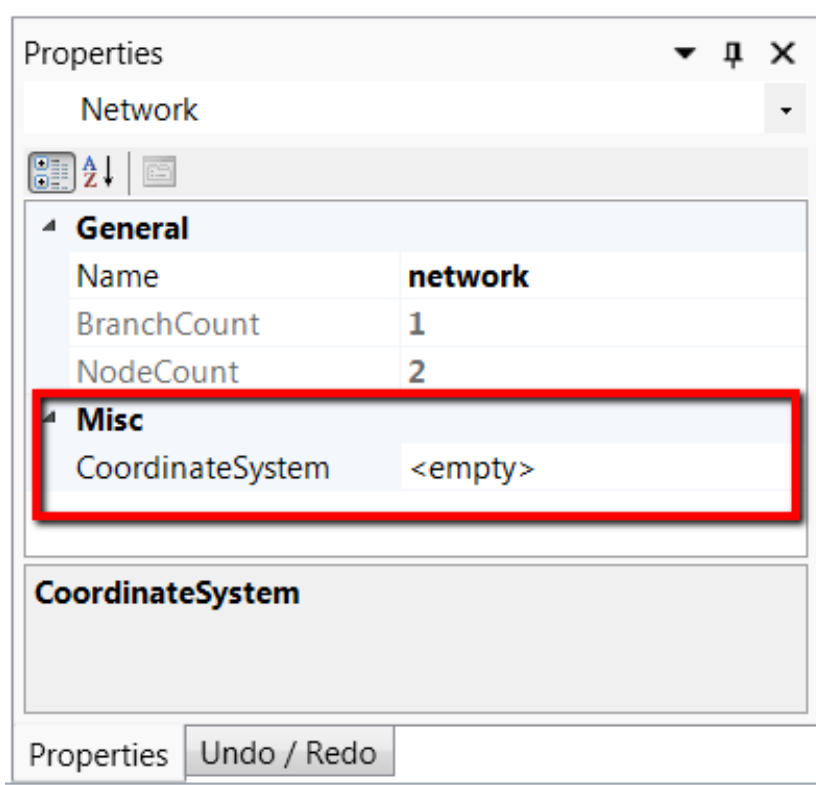 Properties
Network
A Z
General
Name network
BranchCount 1
NodeCount 2
Misc
CoordinateSystem <empty>
CoordinateSystem
Properties Undo / Redo